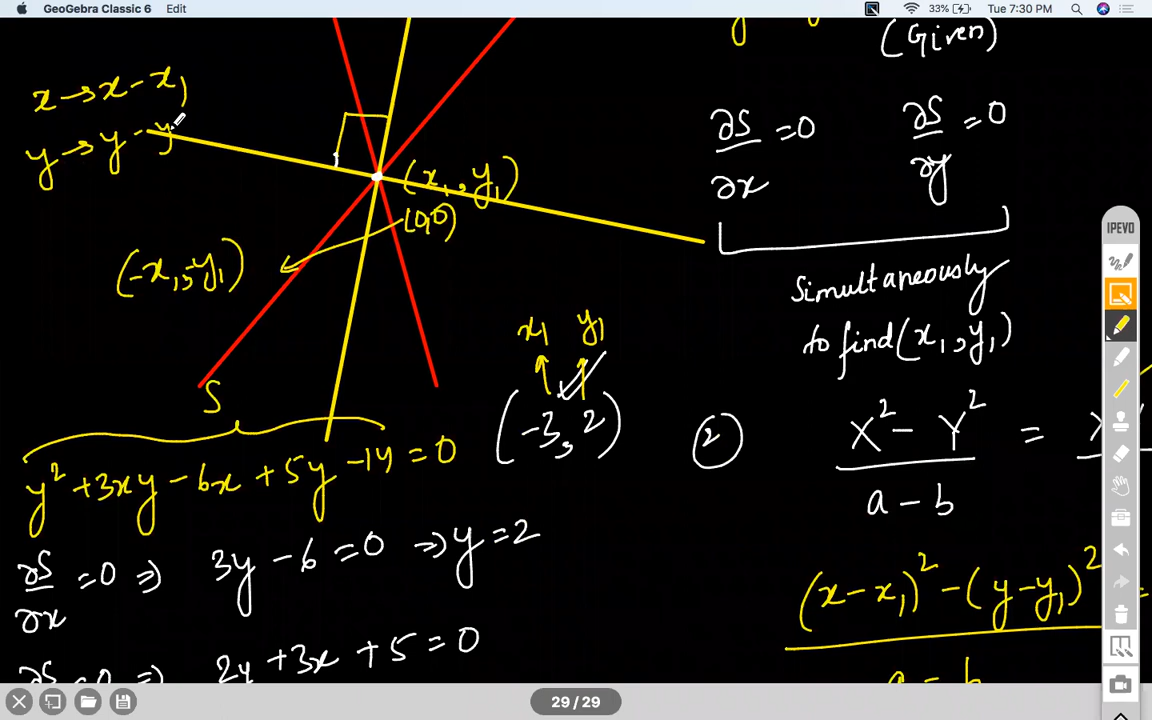 GeoGebra Classic 6 Edit
33% Tue 7:30 PM
(Given)
x → x - x₁
y → y - y
(x₁, y₁)
(0,0)
(-x₁, -y₁)
∂S/∂x = 0 ∂S/∂y = 0
Simultaneously
to find (x₁, y₁)
S
x₁ y₁
(-3, 2)
y² + 3xy - 6x + 5y - 14 = 0
∂S/∂x = 0 ⇒ 3y - 6 = 0 ⇒ y = 2
= 0 ⇒ 2y + 3x + 5 = 0
② X² - Y² / a - b =
(x - x₁)² - (y - y₁)² / a - b =
IPEVO
29 / 29